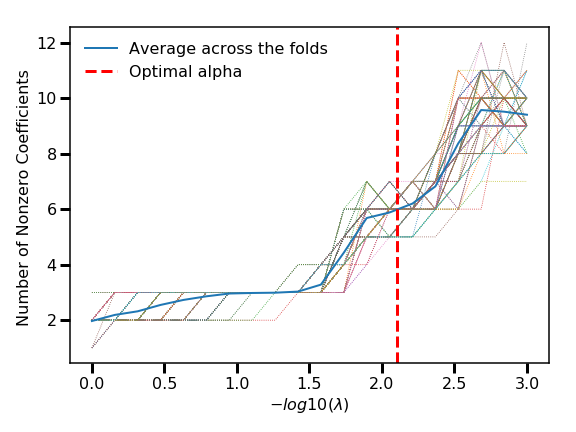 12
10
8
6
4
2
Number of Nonzero Coefficients
Average across the folds
Optimal alpha
0.0 0.5 1.0 1.5 2.0 2.5 3.0
−log10(λ)